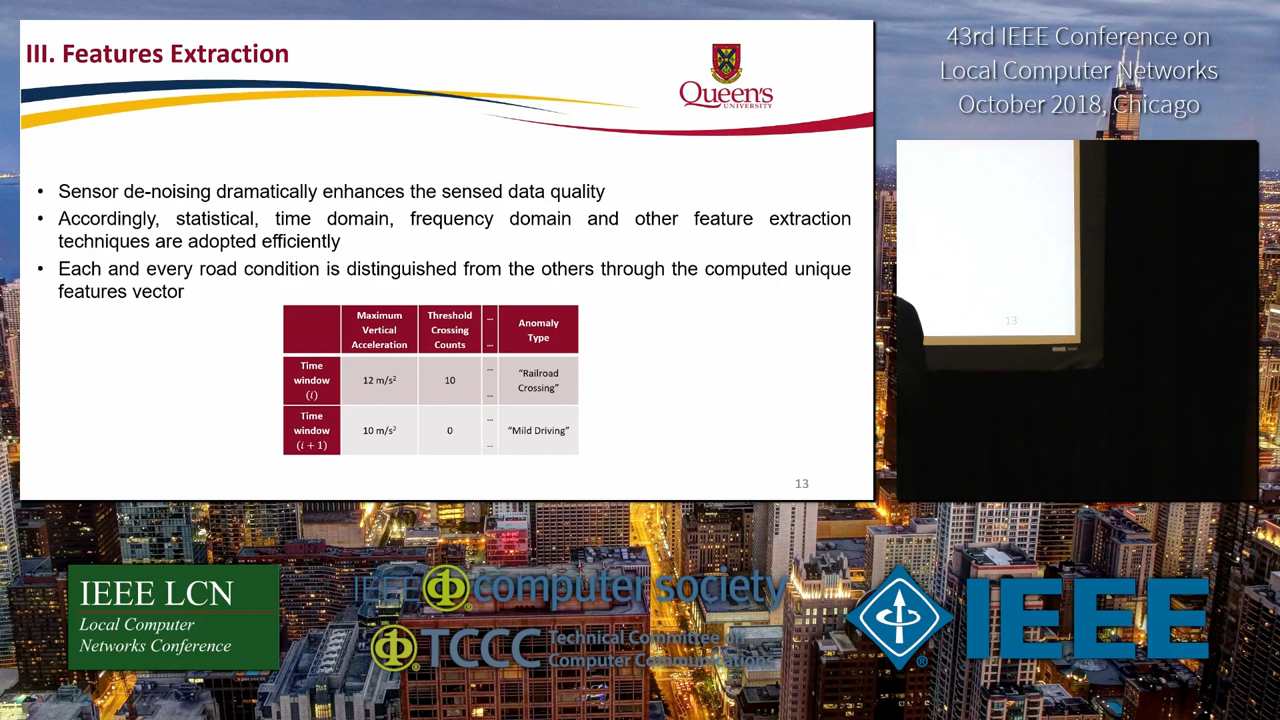 III. Features Extraction
Queen's
UNIVERSITY
• Sensor de-noising dramatically enhances the sensed data quality
• Accordingly, statistical, time domain, frequency domain and other feature extraction
techniques are adopted efficiently
• Each and every road condition is distinguished from the others through the computed unique
features vector
Maximum
Vertical
Acceleration
Threshold
Crossing
Counts
...
...
Anomaly
Type
Time
window
(i)
12 m/s²
10
...
...
“Railroad
Crossing”
Time
window
(i + 1)
10 m/s²
0
...
...
“Mild Driving”
13
43rd IEEE Conference on
Local Computer Networks
October 2018, Chicago
13
IEEE LCN
Local Computer
Networks Conference
IEEE computer society
TCCC Technical Committee on
Computer Communications
IEEE
®